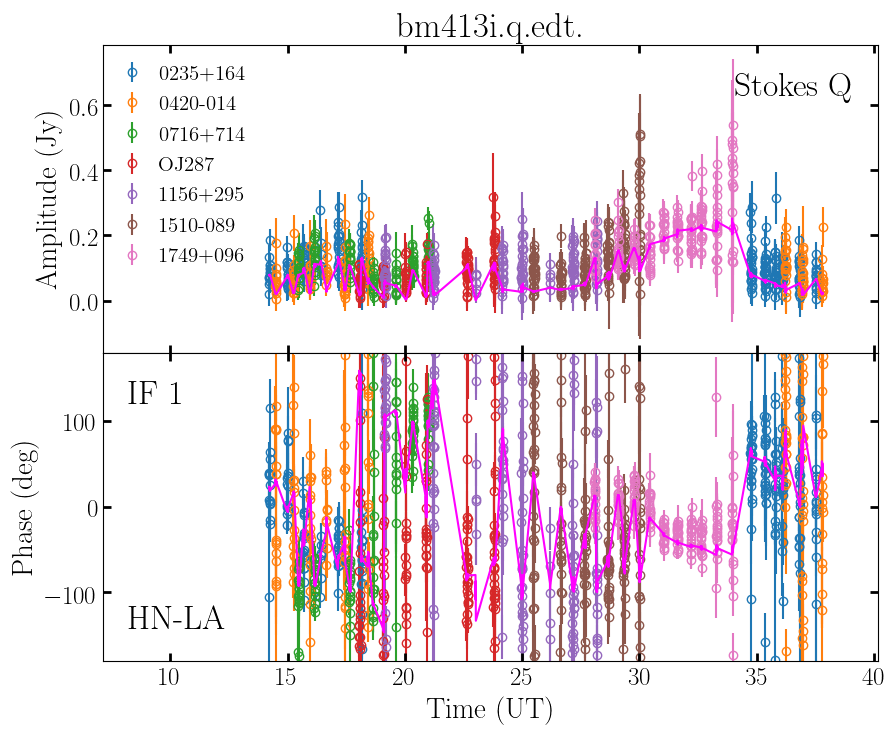 bm413i.q.edt.
Stokes Q
0235+164
0420-014
0716+714
OJ287
1156+295
1510-089
1749+096
Amplitude (Jy)
0.6
0.4
0.2
0.0
IF 1
HN-LA
Phase (deg)
100
0
−100
10 15 20 25 30 35 40
Time (UT)